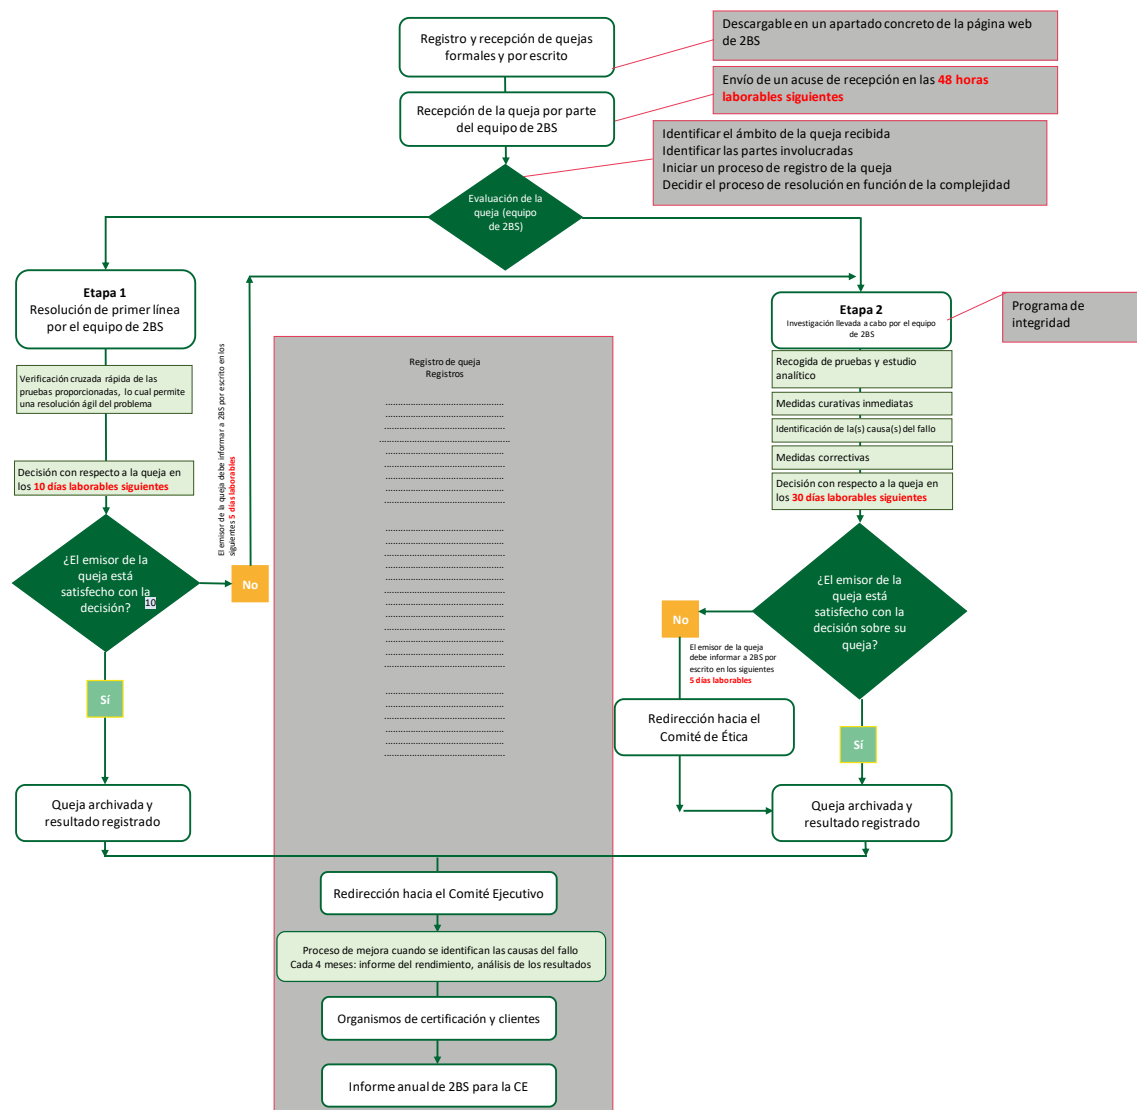 Registro y recepción de quejas
formales y por escrito
Descargable en un apartado concreto de la página web
de 2BS
Envío de un acuse de recepción en las 48 horas
laborables siguientes
Recepción de la queja por parte
del equipo de 2BS
Identificar el ámbito de la queja recibida
Identificar las partes involucradas
Iniciar un proceso de registro de la queja
Decidir el proceso de resolución en función de la complejidad
Evaluación de la
queja (equipo
de 2BS)
Etapa 1
Resolución de primer línea
por el equipo de 2BS
Verificación cruzada rápida de las
pruebas proporcionadas, lo cual permite
una resolución ágil del problema
Decisión con respecto a la queja en
los 10 días laborables siguientes
¿El emisor de la
queja está
satisfecho con la
decisión?
10
No
El emisor de la queja debe informar a 2BS por escrito en los
siguientes 5 días laborables
Sí
Queja archivada y
resultado registrado
Registro de queja
Registros
Etapa 2
Investigación llevada a cabo por el equipo
de 2BS
Programa de
integridad
Recogida de pruebas y estudio
analítico
Medidas curativas inmediatas
Identificación de la(s) causa(s) del fallo
Medidas correctivas
Decisión con respecto a la queja en
los 30 días laborables siguientes
¿El emisor de la
queja está
satisfecho con la
decisión sobre su
queja?
No
El emisor de la queja
debe informar a 2BS por
escrito en los siguientes
5 días laborables
Redirección hacia el
Comité de Ética
Sí
Queja archivada y
resultado registrado
Redirección hacia el Comité Ejecutivo
Proceso de mejora cuando se identifican las causas del fallo
Cada 4 meses: informe del rendimiento, análisis de los resultados
Organismos de certificación y clientes
Informe anual de 2BS para la CE